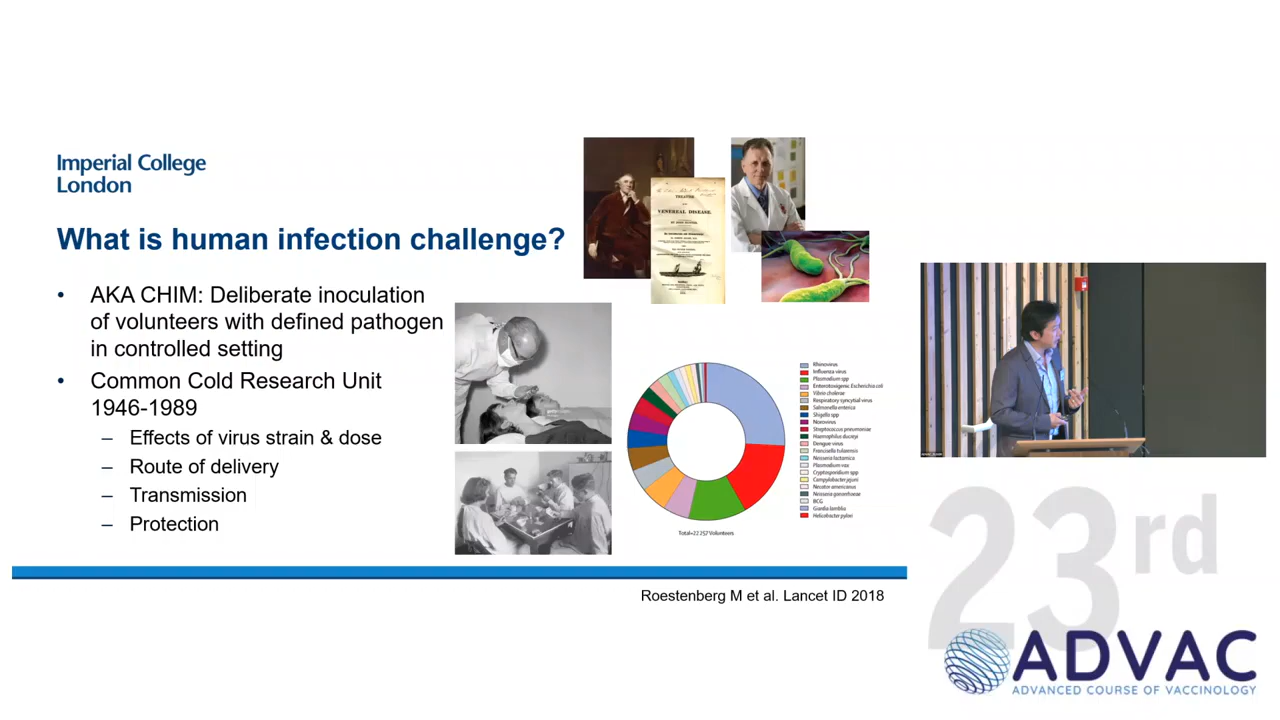 Imperial College
London
What is human infection challenge?
• AKA CHIM: Deliberate inoculation
of volunteers with defined pathogen
in controlled setting
• Common Cold Research Unit
1946-1989
– Effects of virus strain & dose
– Route of delivery
– Transmission
– Protection
TREATISE
VENEREAL DISEASE.
Rhinovirus
Influenza virus
Plasmodium spp
Enterotoxigenic Escherichia coli
Vibrio cholerae
Respiratory syncytial virus
Salmonella enterica
Shigella spp
Norovirus
Streptococcus pneumoniae
Haemophilus ducreyi
Dengue virus
Francisella tularensis
Neisseria lactamica
Plasmodium vax
Cryptosporidium spp
Campylobacter jejuni
Necator americanus
Neisseria gonorrhoeae
BCG
Giardia lamblia
Helicobacter pylori
Total=22 257 Volunteers
Roestenberg M et al. Lancet ID 2018
23rd
ADVAC
ADVANCED COURSE OF VACCINOLOGY